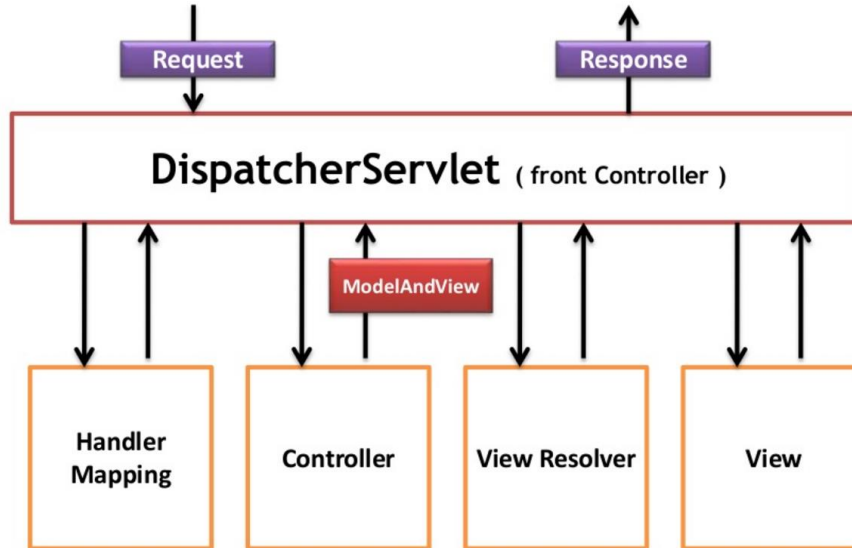 Request
Response
DispatcherServlet ( front Controller )
ModelAndView
Handler
Mapping
Controller
View Resolver
View